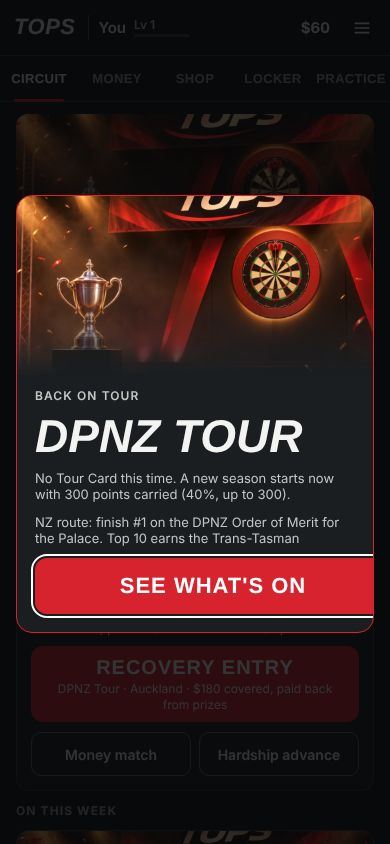 TOPS
You
Lv 1
$60
CIRCUIT
MONEY
SHOP
LOCKER
PRACTICE
TOPS
TOPS
BACK ON TOUR
DPNZ TOUR
No Tour Card this time. A new season starts now
with 300 points carried (40%, up to 300).
NZ route: finish #1 on the DPNZ Order of Merit for
the Palace. Top 10 earns the Trans-Tasman
SEE WHAT'S ON
RECOVERY ENTRY
DPNZ Tour · Auckland · $180 covered, paid back
from prizes
Money match
Hardship advance
ON THIS WEEK
TOPS